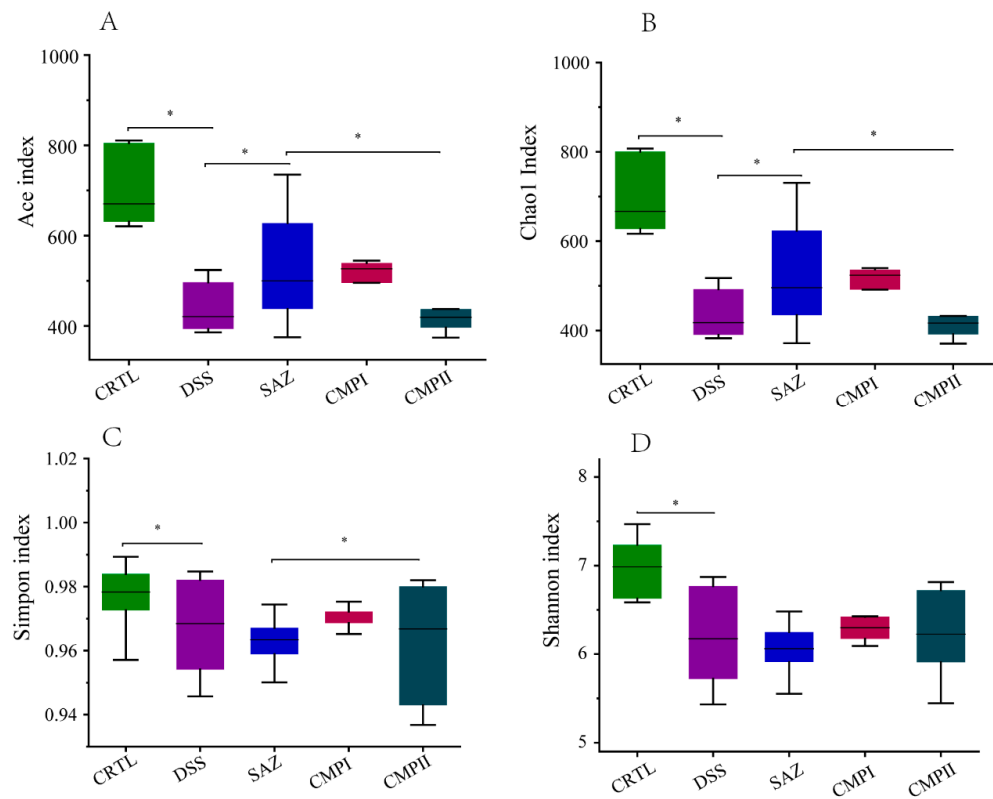 A
1000
800
600
400
Ace index
*
*
*
CRTL
DSS
SAZ
CMPI
CMPII
B
1000
800
600
400
Chao1 Index
*
*
*
CRTL
DSS
SAZ
CMPI
CMPII
C
1.02
1.00
0.98
0.96
0.94
Simpon index
*
*
CRTL
DSS
SAZ
CMPI
CMPII
D
8
7
6
5
Shannon index
*
CRTL
DSS
SAZ
CMPI
CMPII